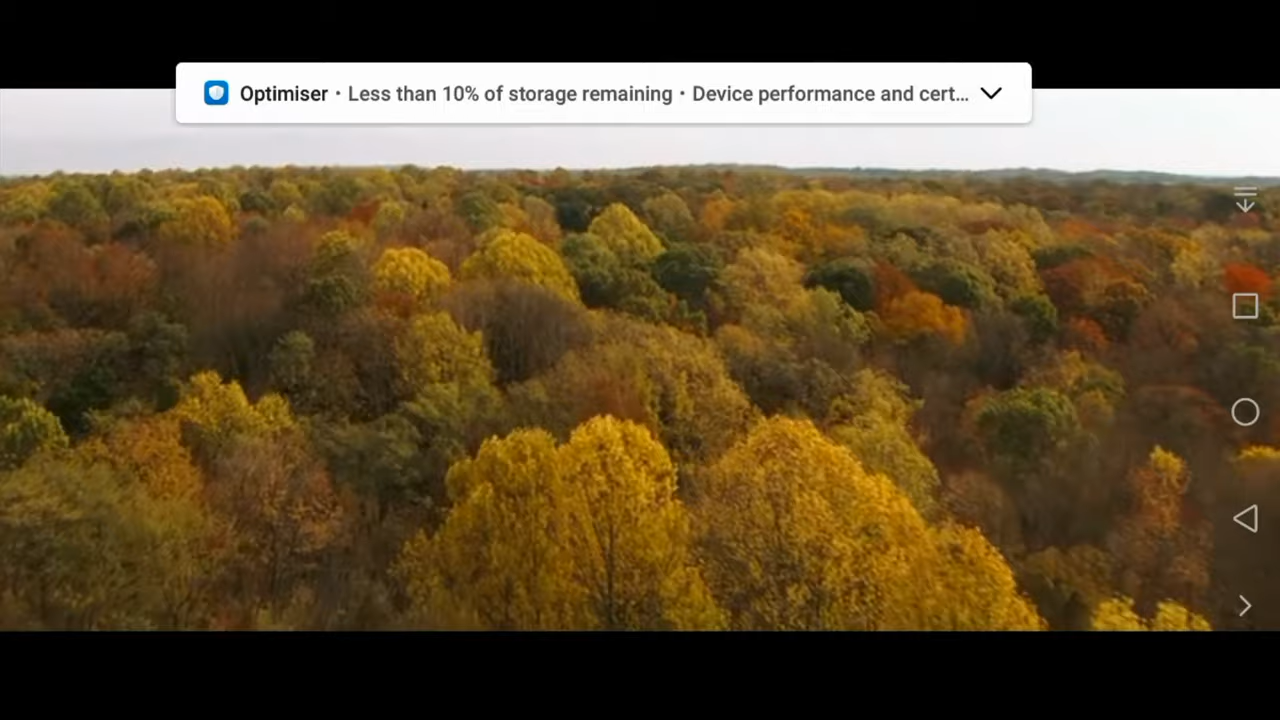 Optimiser • Less than 10% of storage remaining • Device performance and cert...